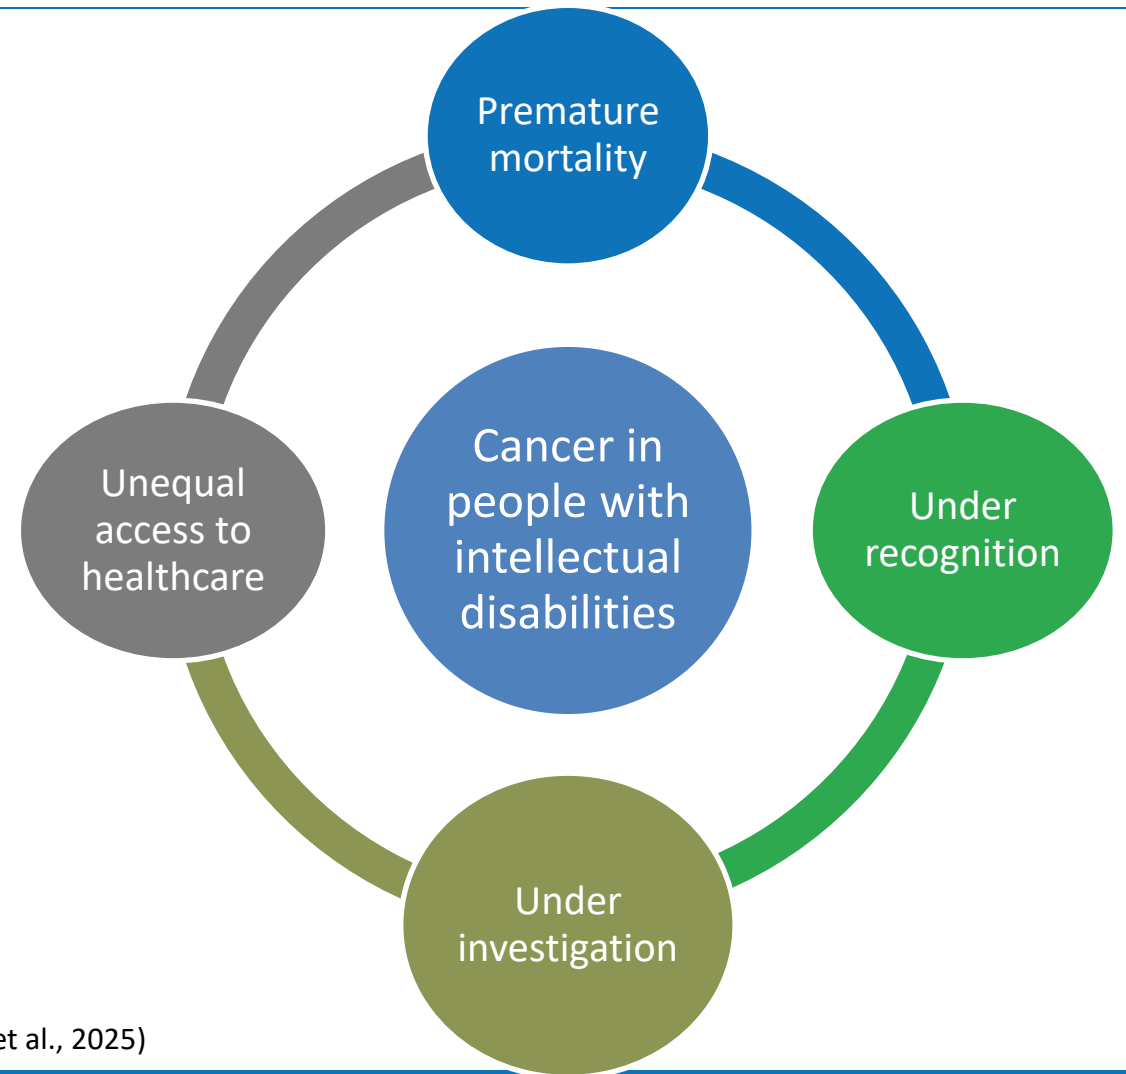 Premature
mortality
Cancer in
people with
intellectual
disabilities
Under
recognition
Under
investigation
Unequal
access to
healthcare
et al., 2025)